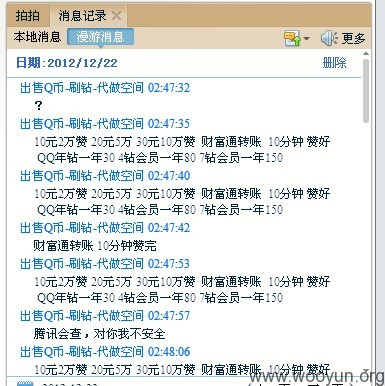 拍拍 消息记录
本地消息 漫游消息 更多
日期:2012/12/22 删除
出售Q币-刷钻-代做空间 02:47:32
？
出售Q币-刷钻-代做空间 02:47:35
10元2万赞 20元5万 30元10万赞 财富通转账 10分钟 赞好
QQ年钻一年30 4钻会员一年80 7钻会员一年150
出售Q币-刷钻-代做空间 02:47:40
10元2万赞 20元5万 30元10万赞 财富通转账 10分钟 赞好
QQ年钻一年30 4钻会员一年80 7钻会员一年150
出售Q币-刷钻-代做空间 02:47:42
财富通转账 10分钟赞完
出售Q币-刷钻-代做空间 02:47:53
10元2万赞 20元5万 30元10万赞 财富通转账 10分钟 赞好
QQ年钻一年30 4钻会员一年80 7钻会员一年150
出售Q币-刷钻-代做空间 02:47:57
腾讯会查，对你我不安全
出售Q币-刷钻-代做空间 02:48:06
10元2万赞 20元5万 30元10万赞 财富通转账 10分钟 赞好
www.wooyun.org